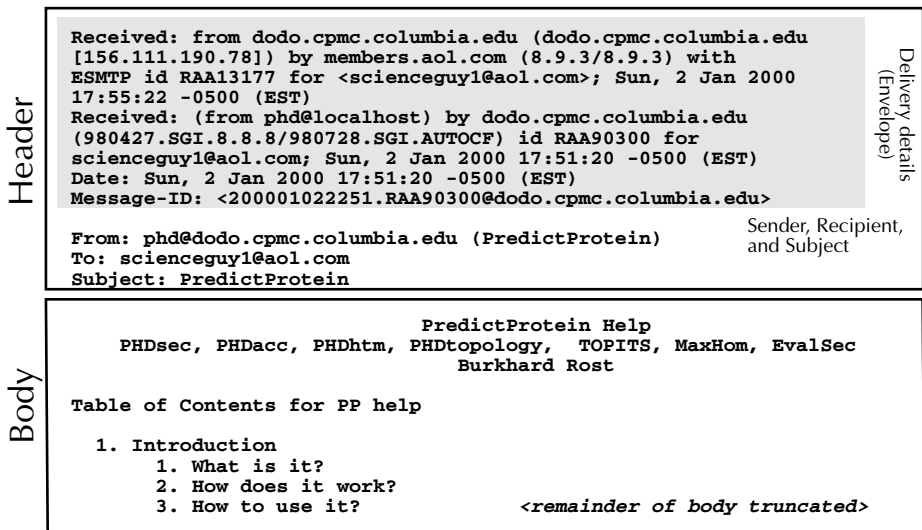 Header
Received: from dodo.cpmc.columbia.edu (dodo.cpmc.columbia.edu
[156.111.190.78]) by members.aol.com (8.9.3/8.9.3) with
ESMTP id RAA13177 for <scienceguy1@aol.com>; Sun, 2 Jan 2000
17:55:22 -0500 (EST)
Received: (from phd@localhost) by dodo.cpmc.columbia.edu
(980427.SGI.8.8.8/980728.SGI.AUTOCF) id RAA90300 for
scienceguy1@aol.com; Sun, 2 Jan 2000 17:51:20 -0500 (EST)
Date: Sun, 2 Jan 2000 17:51:20 -0500 (EST)
Message-ID: <200001022251.RAA90300@dodo.cpmc.columbia.edu>
Delivery details
(Envelope)
From: phd@dodo.cpmc.columbia.edu (PredictProtein)
To: scienceguy1@aol.com
Subject: PredictProtein
Sender, Recipient,
and Subject
Body
PredictProtein Help
PHDsec, PHDacc, PHDhtm, PHDtopology, TOPITS, MaxHom, EvalSec
Burkhard Rost
Table of Contents for PP help
1. Introduction
1. What is it?
2. How does it work?
3. How to use it? <remainder of body truncated>